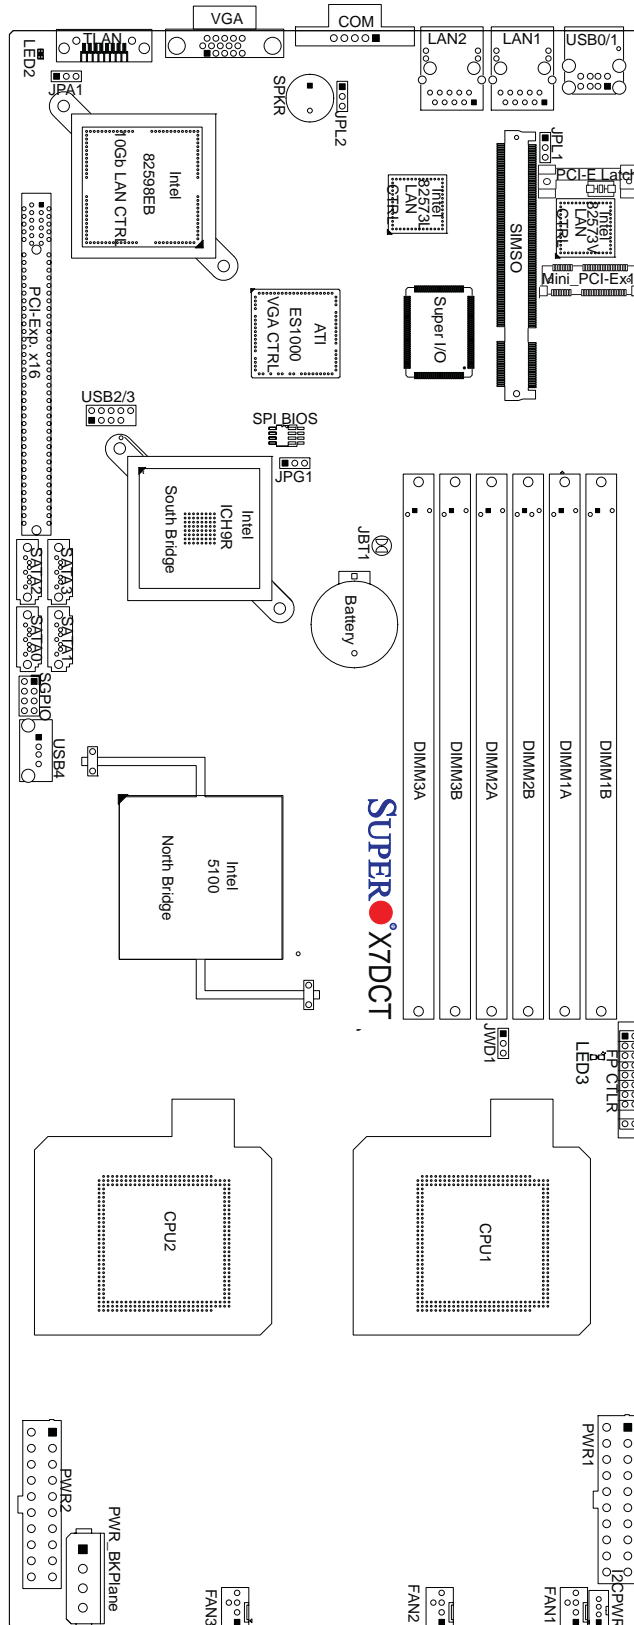 VGA
COM
TLAN
LAN2
LAN1
USB0/1
LED2
JPA1
SPKR
JPL2
JPL1
PCI-E Latch
Intel
82598EB
10Gb LAN CTRL
Intel
82573L
LAN
CTRL
SIMSO
Intel
82573V
LAN
CTRL
Mini_PCI-Ex1
PCI-Exp. x16
ATI
ES1000
VGA CTRL
Super I/O
USB2/3
SPI BIOS
JPG1
Intel
ICH9R
South Bridge
JBT1
Battery
SATA2
SATA3
SATA0
SATA1
SGPIO
USB4
DIMM3A
DIMM3B
DIMM2A
DIMM2B
DIMM1A
DIMM1B
Intel
5100
North Bridge
SUPER X7DCT
JWD1
LED3
FP CTLR
CPU2
CPU1
PWR1
PWR2
PWR_BKPlane
FAN3
FAN2
FAN1
I2CPWR